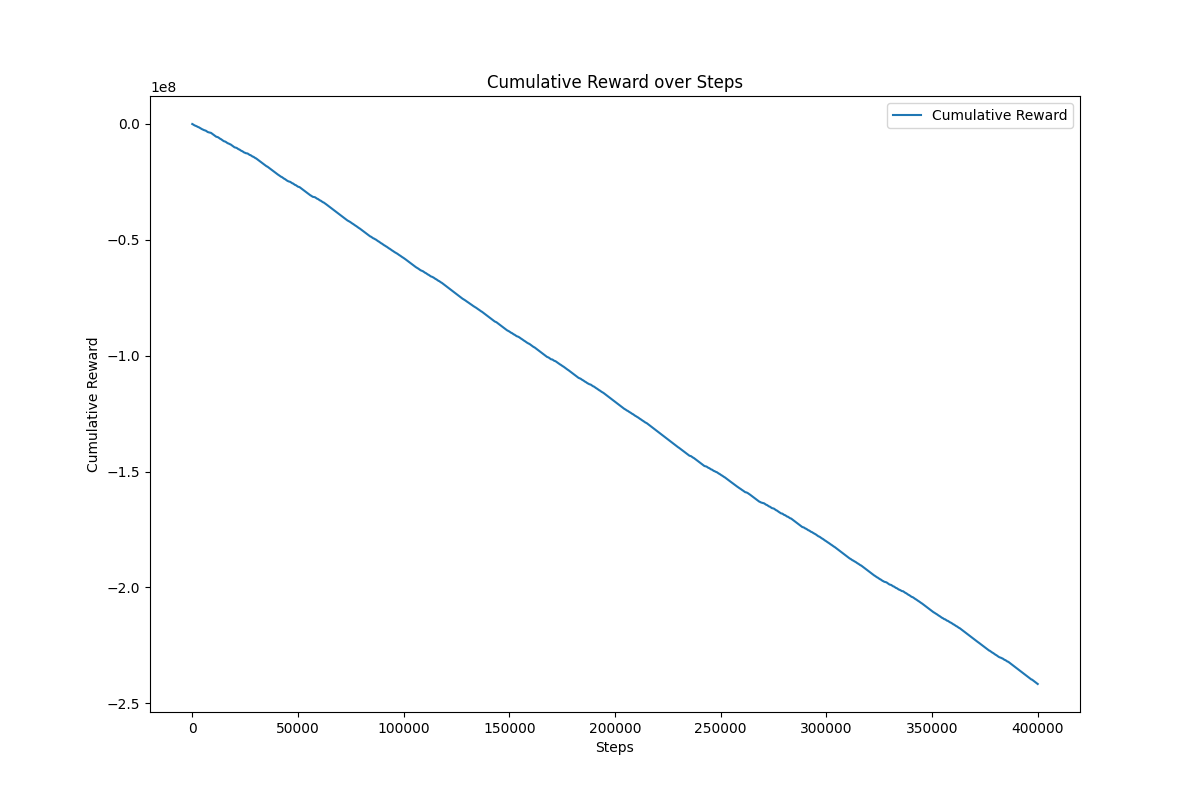 Cumulative Reward over Steps
1e8
Cumulative Reward
0.0
−0.5
−1.0
−1.5
−2.0
−2.5
Cumulative Reward
0 50000 100000 150000 200000 250000 300000 350000 400000
Steps